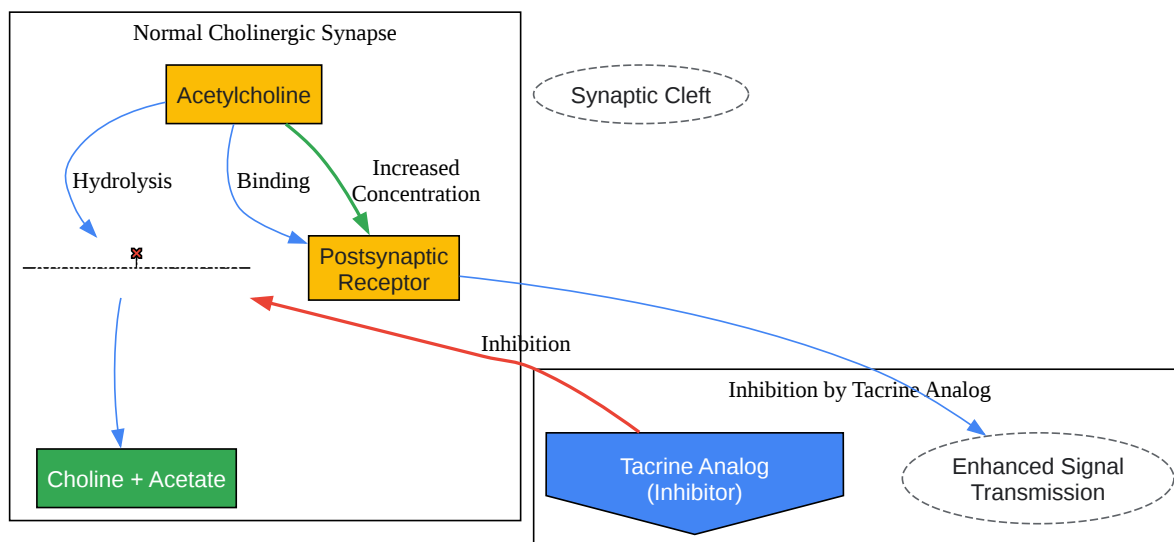 Normal Cholinergic Synapse
Acetylcholine
Synaptic Cleft
Hydrolysis
Binding
Increased
Concentration
Postsynaptic
Receptor
Inhibition
Inhibition by Tacrine Analog
Choline + Acetate
Tacrine Analog
(Inhibitor)
Enhanced Signal
Transmission